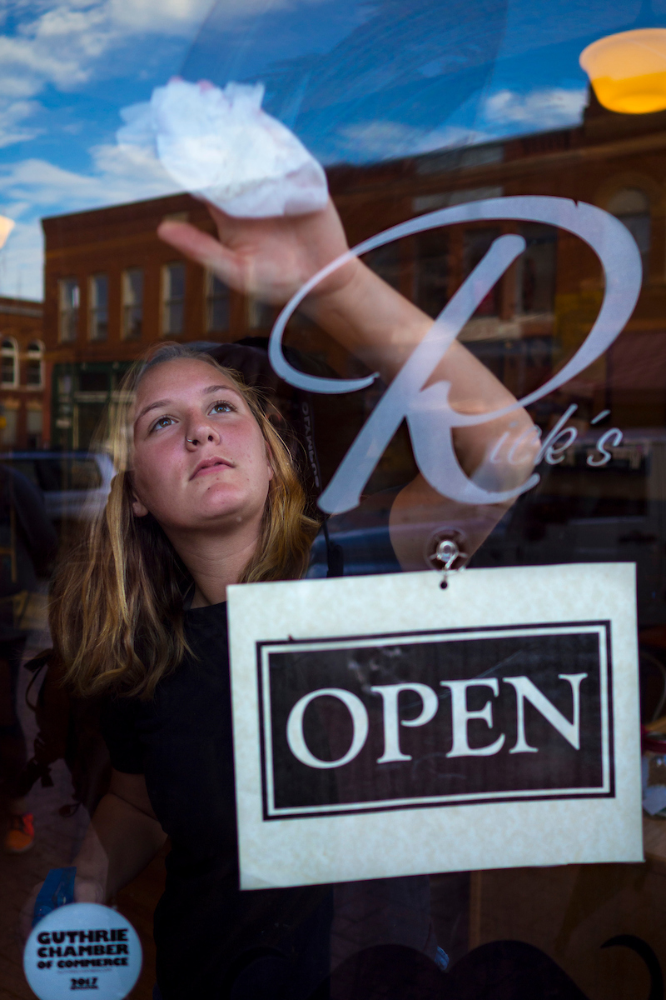 Rick's
OPEN
GUTHRIE
CHAMBER
OF COMMERCE
2017